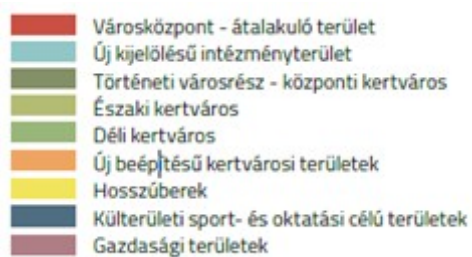 Városközpont - átalakuló terület
Új kijelölésű intézményterület
Történeti városrész - központi kertváros
Északi kertváros
Déli kertváros
Új beépítésű kertvárosi területek
Hosszúberek
Külterületi sport- és oktatási célú területek
Gazdasági területek